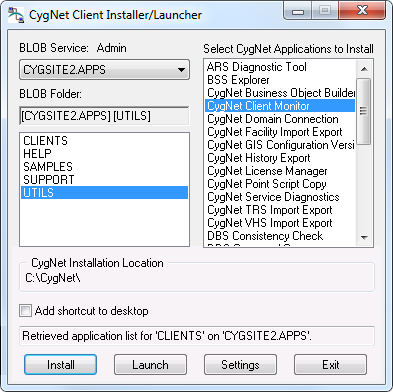 CygNet Client Installer/Launcher
BLOB Service: Admin
CYGSITE2.APPS
BLOB Folder:
[CYGSITE2.APPS] [UTILS]
CLIENTS
HELP
SAMPLES
SUPPORT
UTILS
Select CygNet Applications to Install
ARS Diagnostic Tool
BSS Explorer
CygNet Business Object Builder
CygNet Client Monitor
CygNet Domain Connection
CygNet Facility Import Export
CygNet GIS Configuration Versi
CygNet History Export
CygNet License Manager
CygNet Point Script Copy
CygNet Service Diagnostics
CygNet TRS Import Export
CygNet VHS Import Export
DBS Consistency Check
CygNet Installation Location
C:\CygNet\
Add shortcut to desktop
Retrieved application list for 'CLIENTS' on 'CYGSITE2.APPS'.
Install
Launch
Settings
Exit